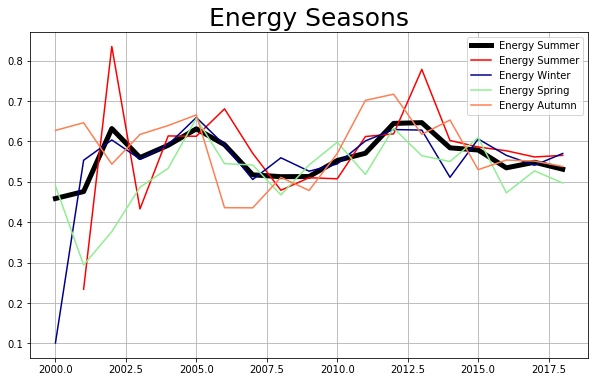 Energy Seasons
Energy Summer
Energy Summer
Energy Winter
Energy Spring
Energy Autumn
0.8
0.7
0.6
0.5
0.4
0.3
0.2
0.1
2000.0 2002.5 2005.0 2007.5 2010.0 2012.5 2015.0 2017.5